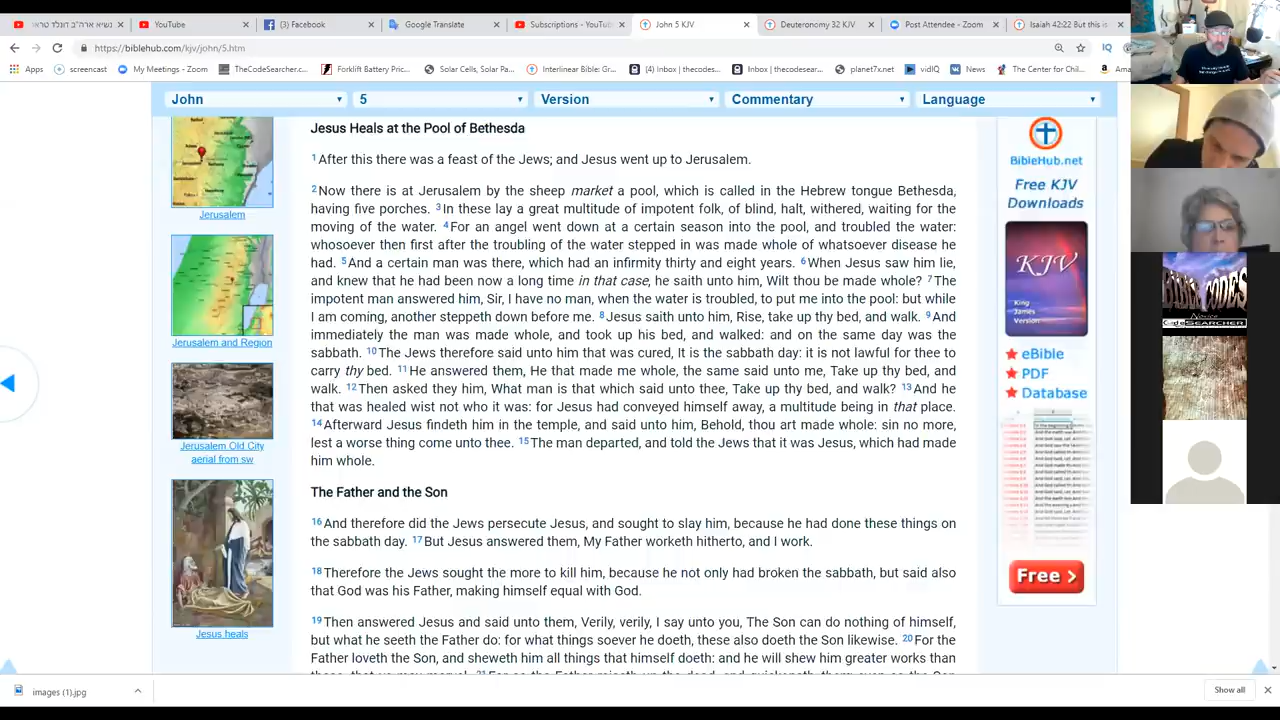 נשיא ארה"ב דונלד טראו
YouTube
(3) Facebook
Google Translate
Subscriptions - YouTub
John 5 KJV
Deuteronomy 32 KJV
Post Attendee - Zoom
Isaiah 42:22 But this is
https://biblehub.com/kjv/john/5.htm
Apps
screencast
My Meetings - Zoom
TheCodeSearcher.c...
Forklift Battery Pric...
Solar Cells, Solar Pa...
Interlinear Bible: Gr...
(4) Inbox | thecodes...
Inbox | thecodesear...
planet7x.net
vidIQ
News
The Center for Chil...
Ama
John
5
Version
Commentary
Language
Jerusalem
Jerusalem and Region
Jerusalem Old City
aerial from sw
Jesus heals
Jesus Heals at the Pool of Bethesda
1 After this there was a feast of the Jews; and Jesus went up to Jerusalem.
2 Now there is at Jerusalem by the sheep market a pool, which is called in the Hebrew tongue Bethesda,
having five porches. 3 In these lay a great multitude of impotent folk, of blind, halt, withered, waiting for the
moving of the water. 4 For an angel went down at a certain season into the pool, and troubled the water:
whosoever then first after the troubling of the water stepped in was made whole of whatsoever disease he
had. 5 And a certain man was there, which had an infirmity thirty and eight years. 6 When Jesus saw him lie,
and knew that he had been now a long time in that case, he saith unto him, Wilt thou be made whole? 7 The
impotent man answered him, Sir, I have no man, when the water is troubled, to put me into the pool: but while
I am coming, another steppeth down before me. 8 Jesus saith unto him, Rise, take up thy bed, and walk. 9 And
immediately the man was made whole, and took up his bed, and walked: and on the same day was the
sabbath. 10 The Jews therefore said unto him that was cured, It is the sabbath day: it is not lawful for thee to
carry thy bed. 11 He answered them, He that made me whole, the same said unto me, Take up thy bed, and
walk. 12 Then asked they him, What man is that which said unto thee, Take up thy bed, and walk? 13 And he
that was healed wist not who it was: for Jesus had conveyed himself away, a multitude being in that place.
14 Afterward Jesus findeth him in the temple, and said unto him, Behold, thou art made whole: sin no more,
worse thing come unto thee. 15 The man departed, and told the Jews that it was Jesus, which had made
him whole.
The Father and the Son
16 And therefore did the Jews persecute Jesus, and sought to slay him, because he had done these things on
the sabbath day. 17 But Jesus answered them, My Father worketh hitherto, and I work.
18 Therefore the Jews sought the more to kill him, because he not only had broken the sabbath, but said also
that God was his Father, making himself equal with God.
19 Then answered Jesus and said unto them, Verily, verily, I say unto you, The Son can do nothing of himself,
but what he seeth the Father do: for what things soever he doeth, these also doeth the Son likewise. 20 For the
Father loveth the Son, and sheweth him all things that himself doeth: and he will shew him greater works than
BibleHub.net
Free KJV
Downloads
KJV
King
James
Version
eBible
PDF
Database
Free >
IQ
CODES
Novice
CodeSEARCHER
images (1).jpg
Show all